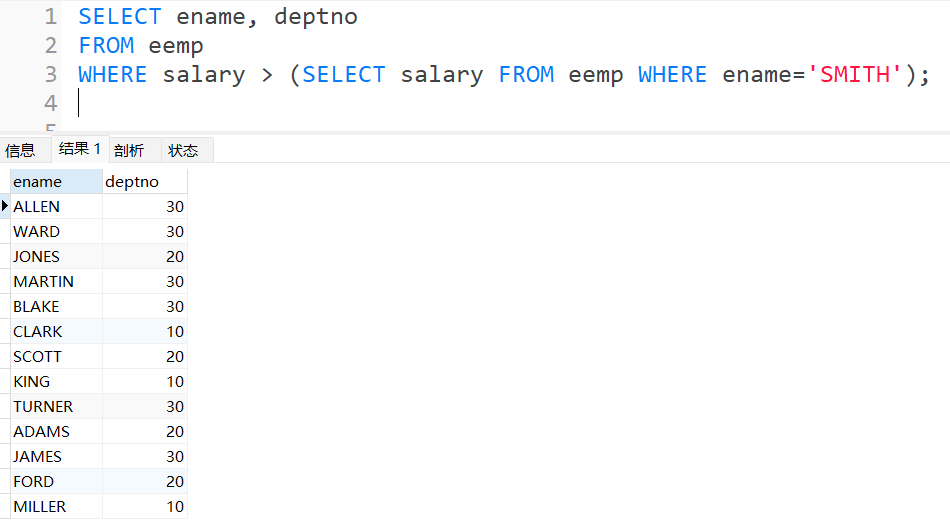 1 SELECT ename, deptno
2 FROM eemp
3 WHERE salary > (SELECT salary FROM eemp WHERE ename='SMITH');
4
5
信息 结果 1 剖析 状态
ename deptno
ALLEN 30
WARD 30
JONES 20
MARTIN 30
BLAKE 30
CLARK 10
SCOTT 20
KING 10
TURNER 30
ADAMS 20
JAMES 30
FORD 20
MILLER 10